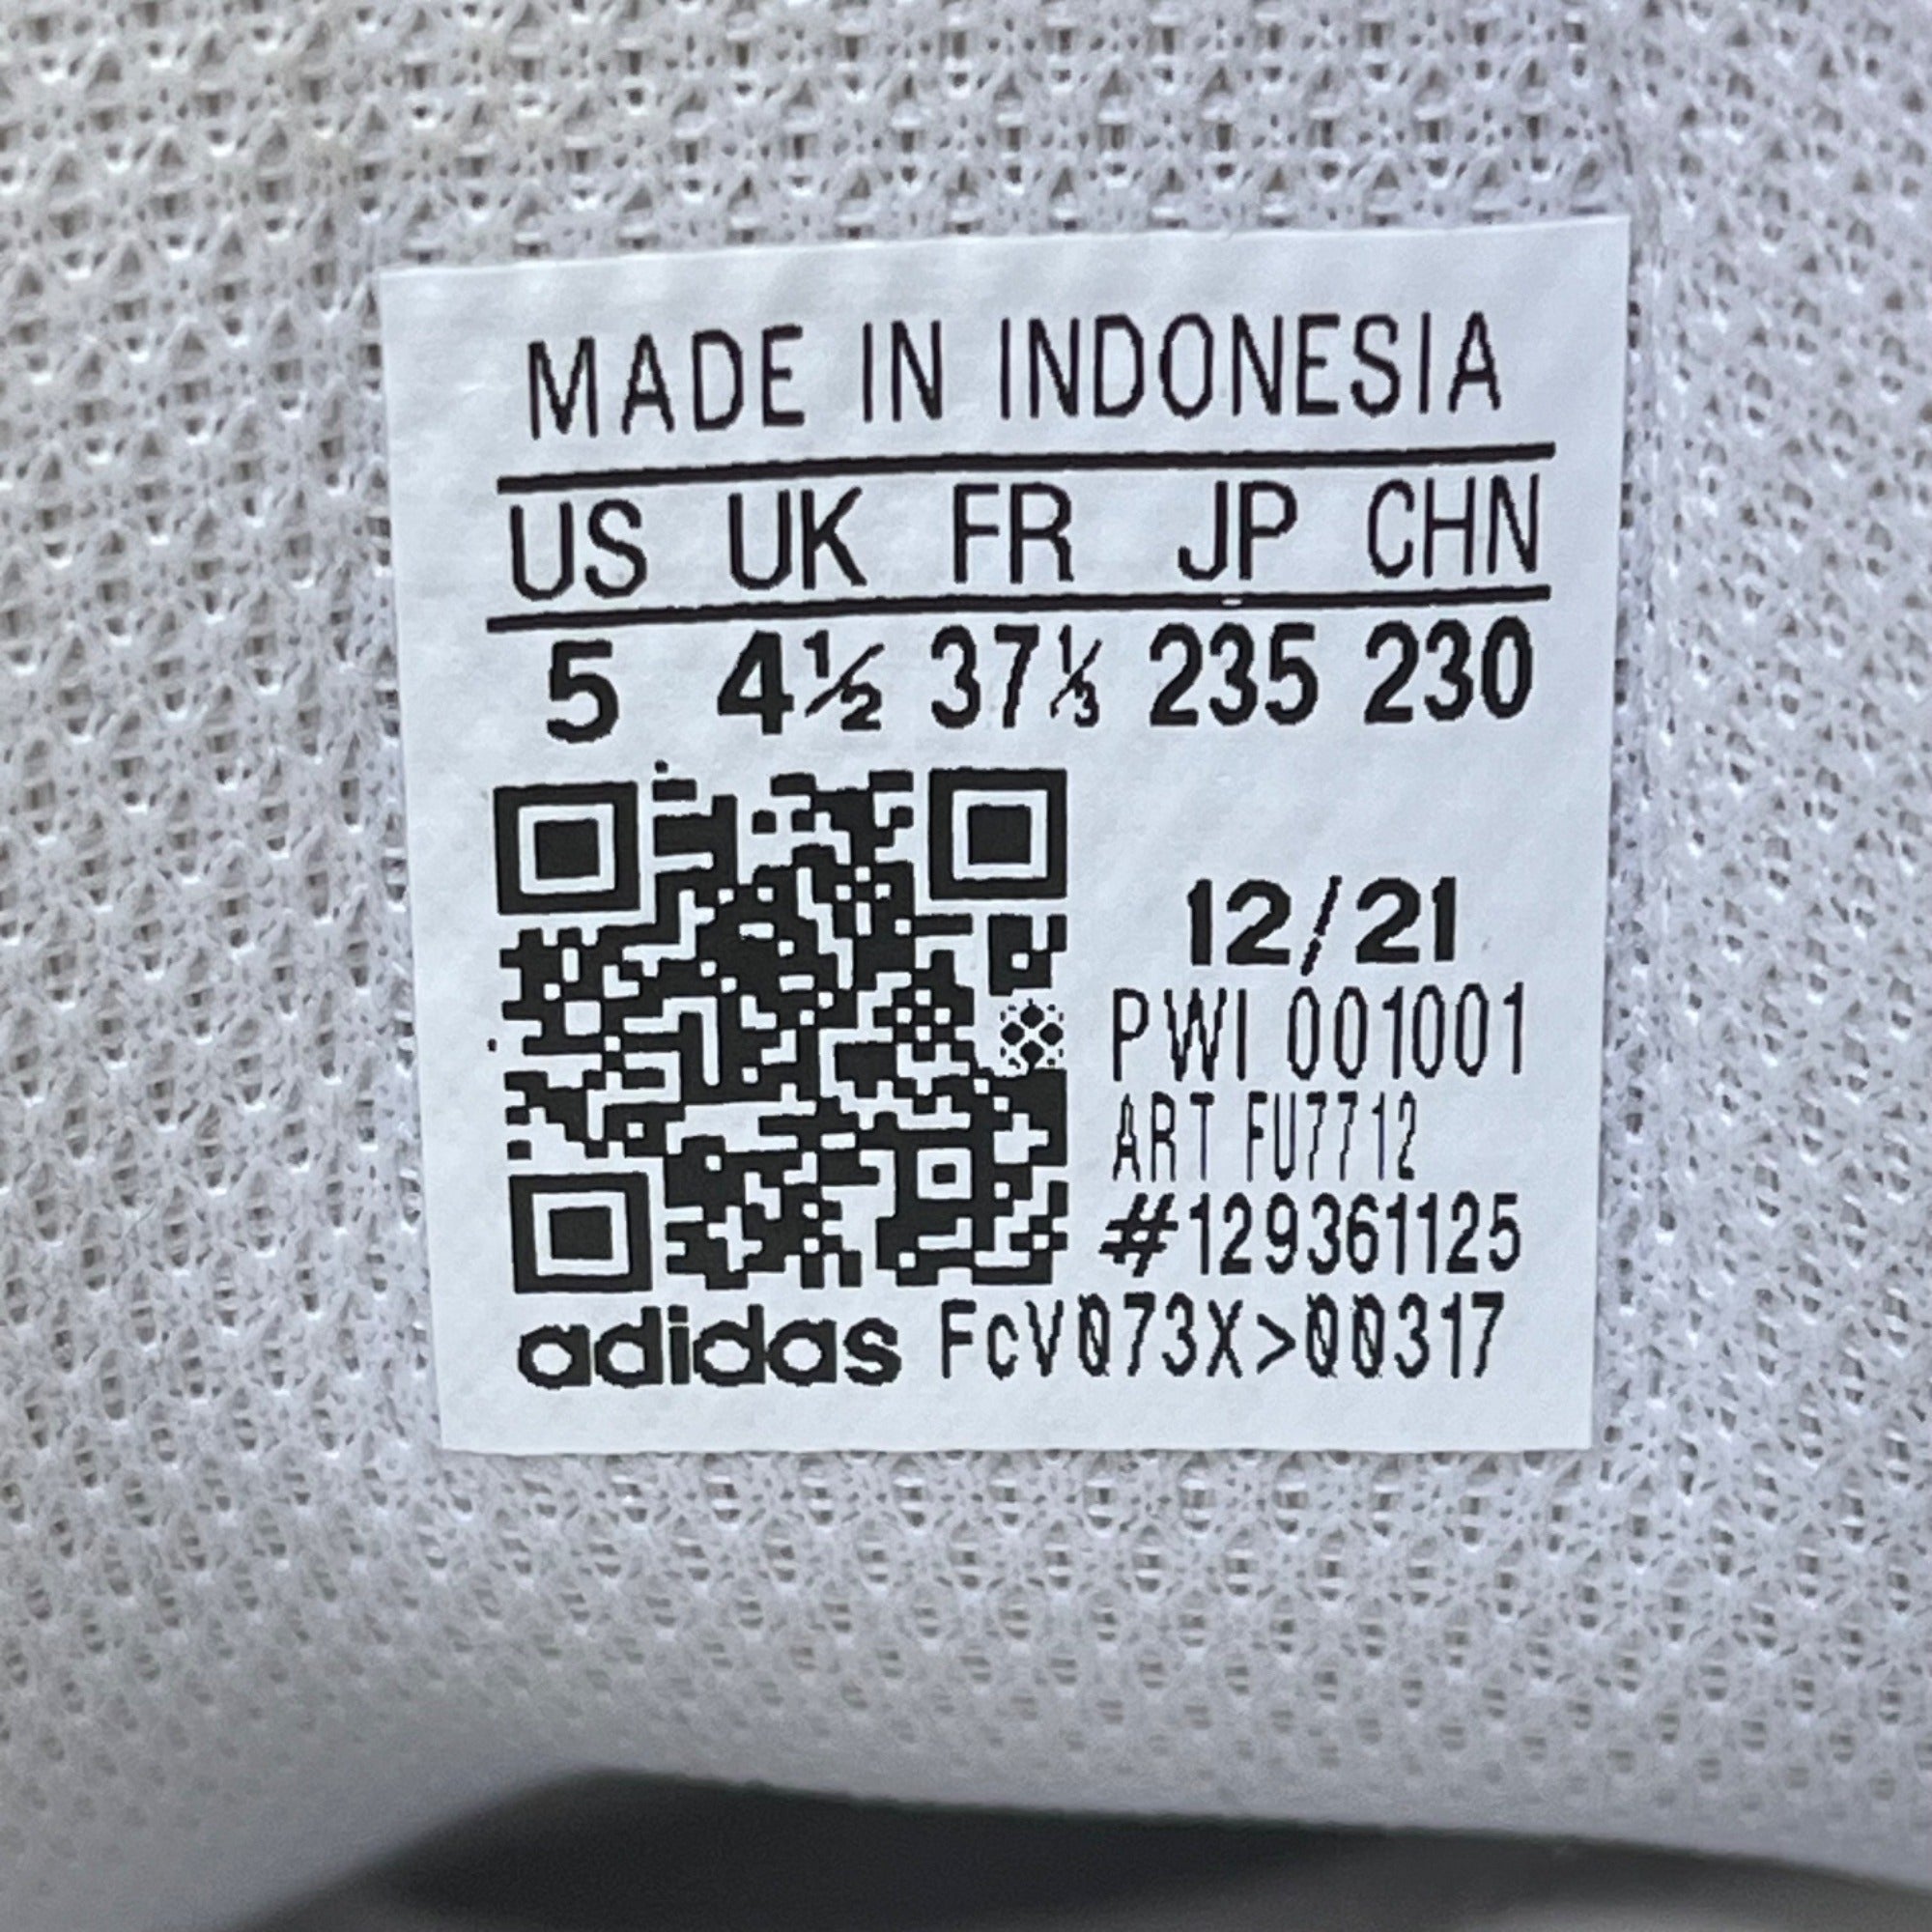 MADE IN INDONESIA
US UK FR JP CHN
5 4½ 37⅓ 235 230
12/21
PWI 001001
ART FU7712
#129361125
adidas FcV073X>00317